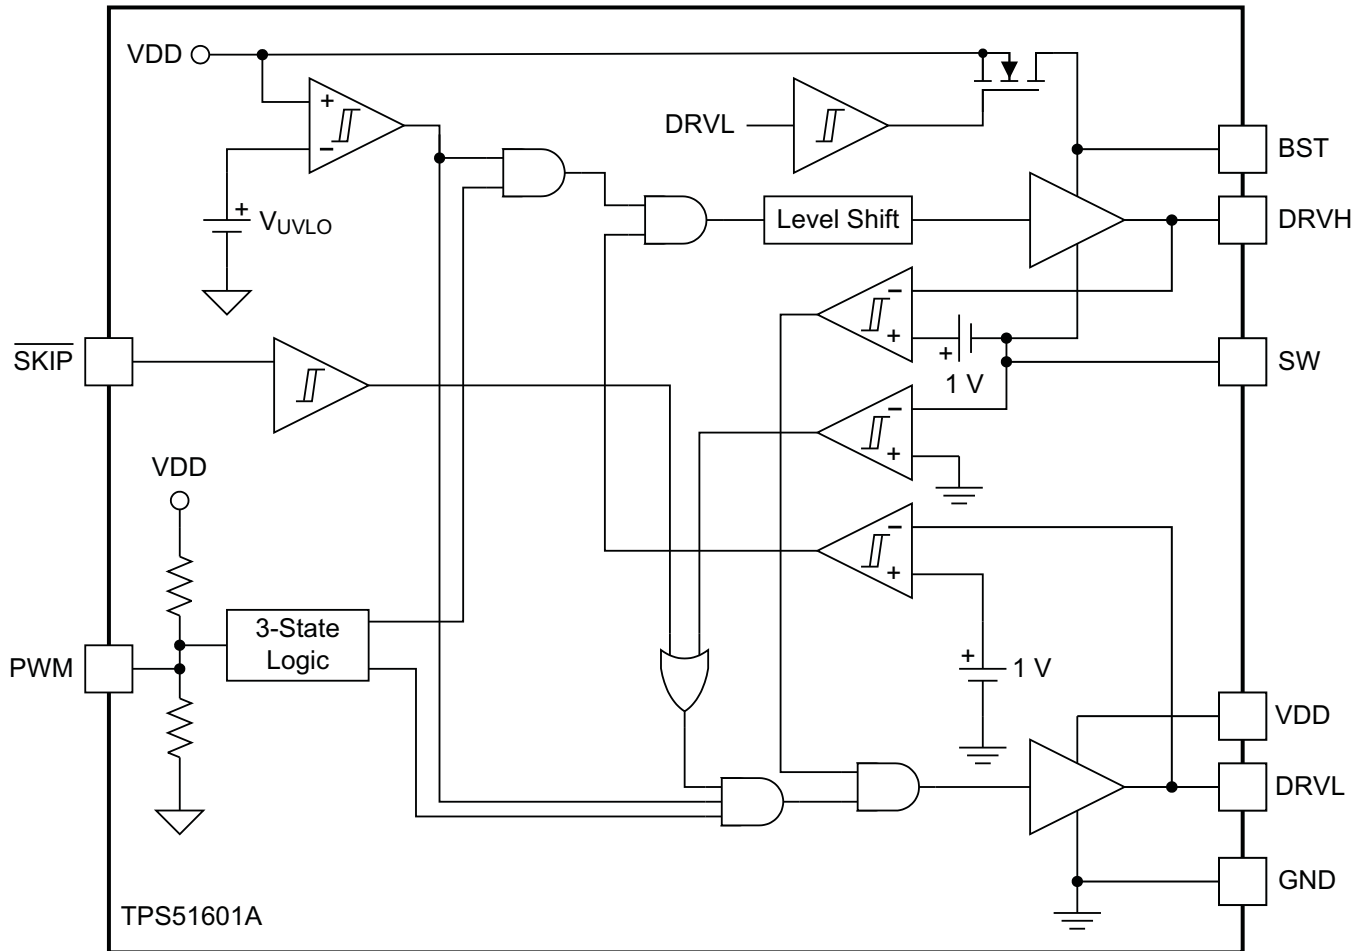 VDD
DRVL
BST
+
−
+
V_UVLO
Level Shift
DRVH
−
+
+
1 V
SKIP
SW
−
+
VDD
−
+
3-State
Logic
PWM
+
1 V
VDD
DRVL
GND
TPS51601A